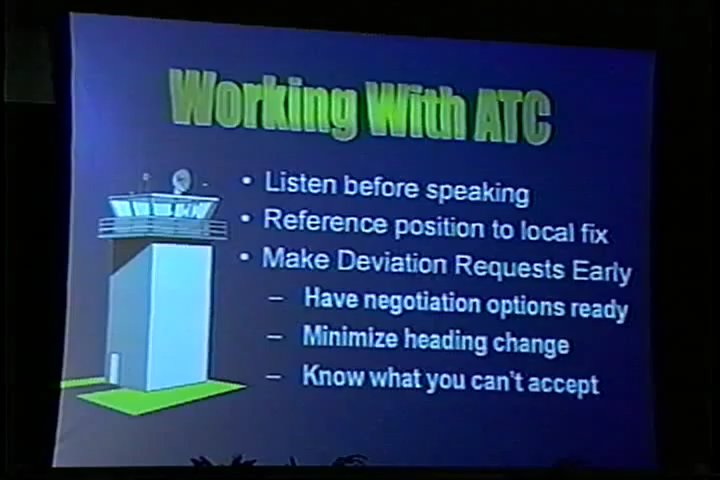 Working With ATC
• Listen before speaking
• Reference position to local fix
• Make Deviation Requests Early
– Have negotiation options ready
– Minimize heading change
– Know what you can't accept